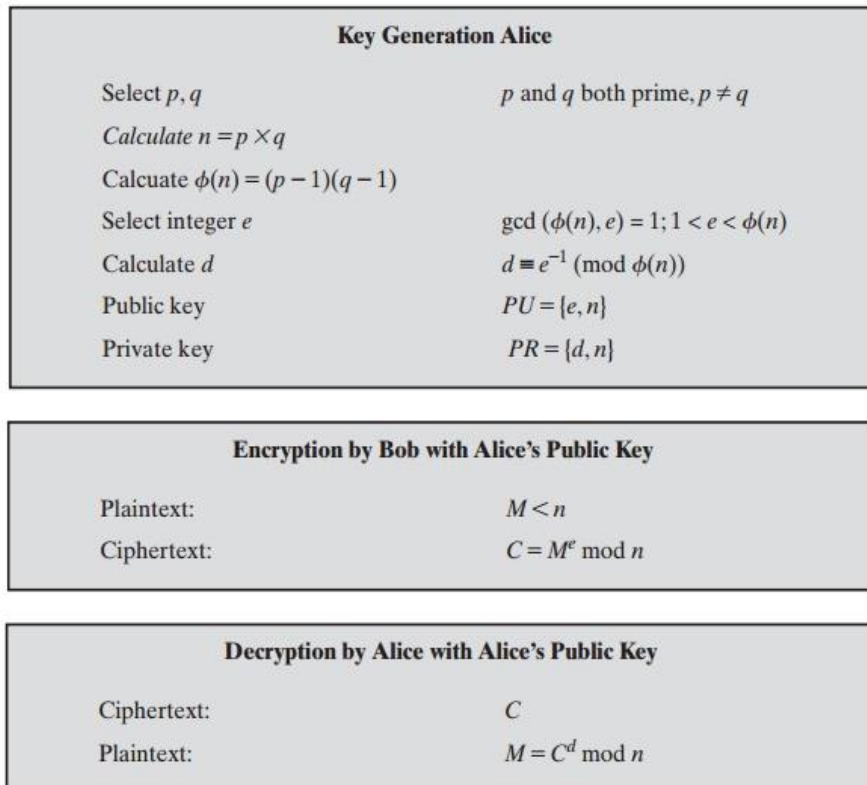 Key Generation Alice
Select p, q p and q both prime, p ≠ q
Calculate n = p × q
Calcuate ϕ(n) = (p − 1)(q − 1)
Select integer e gcd (ϕ(n), e) = 1; 1 < e < ϕ(n)
Calculate d d ≡ e⁻¹ (mod ϕ(n))
Public key PU = {e, n}
Private key PR = {d, n}
Encryption by Bob with Alice’s Public Key
Plaintext: M < n
Ciphertext: C = Mᵉ mod n
Decryption by Alice with Alice’s Public Key
Ciphertext: C
Plaintext: M = Cᵈ mod n